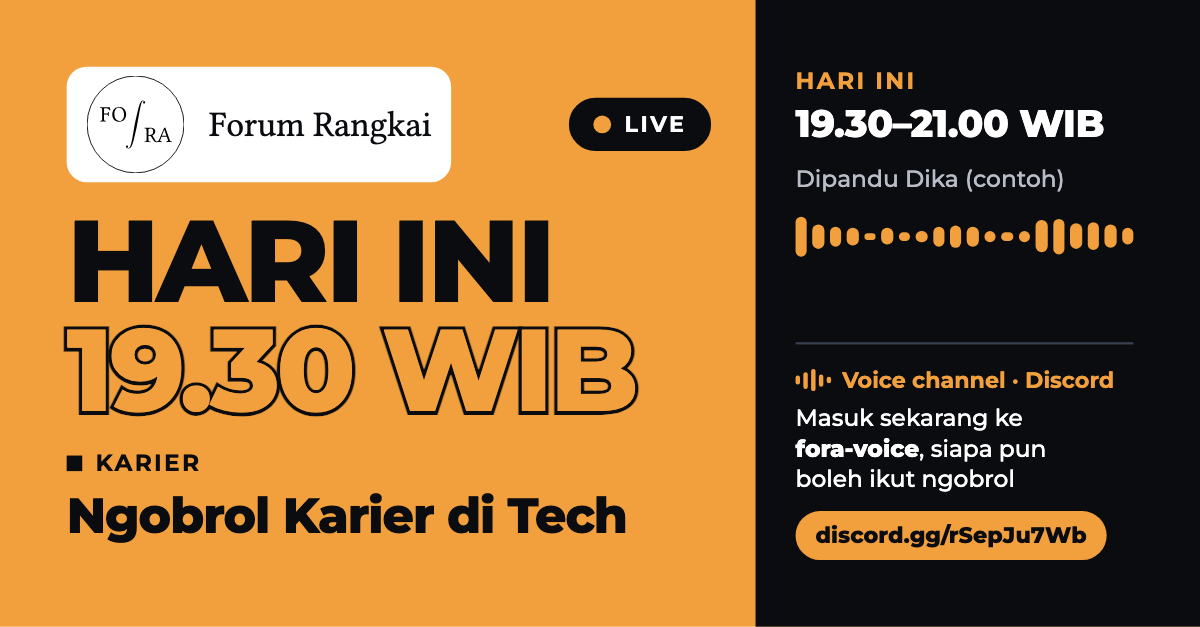 FO
RA
Forum Rangkai
LIVE
HARI INI
19.30 WIB
KARIER
Ngobrol Karier di Tech
HARI INI
19.30–21.00 WIB
Dipandu Dika (contoh)
Voice channel · Discord
Masuk sekarang ke
fora-voice, siapa pun
boleh ikut ngobrol
discord.gg/rSepJu7Wb